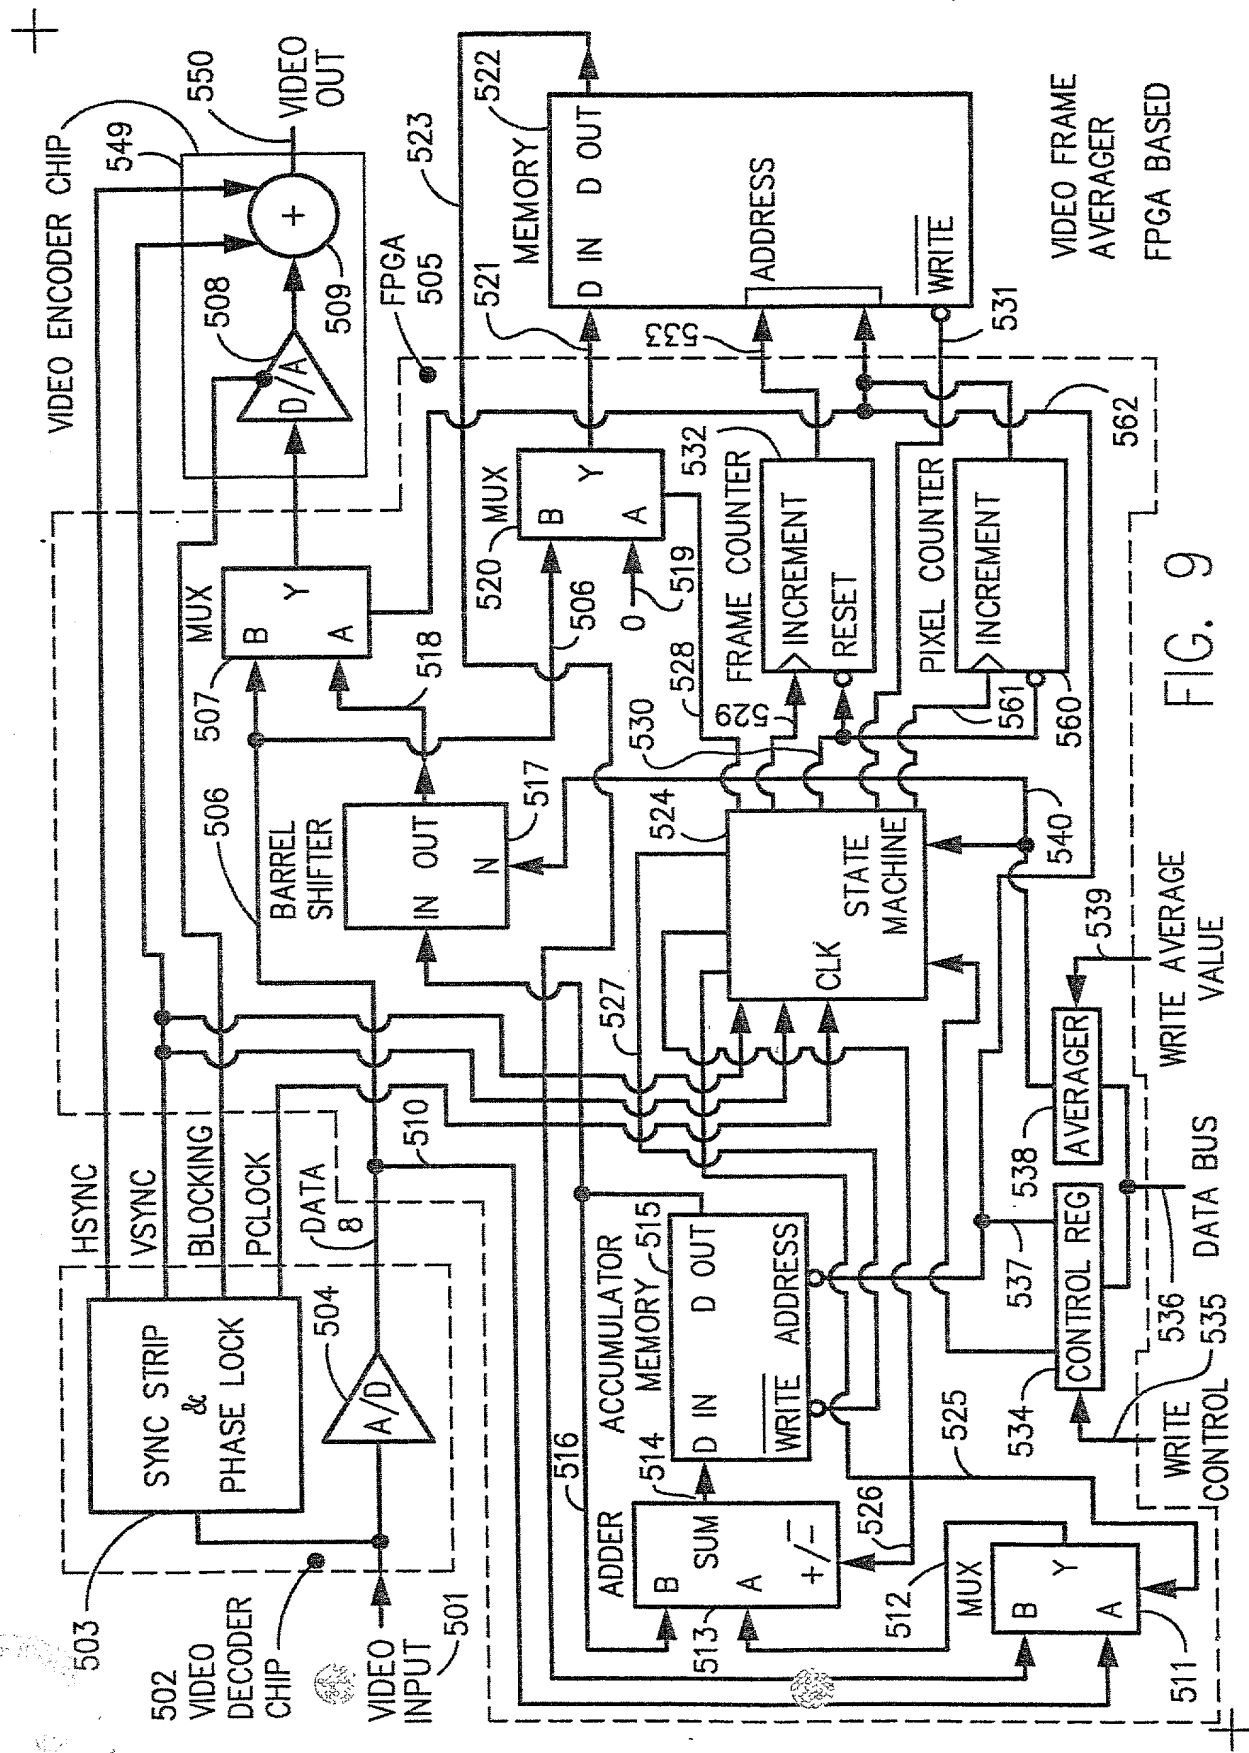 502
VIDEO
DECODER
CHIP
503
SYNC STRIP
&
PHASE LOCK
VIDEO
INPUT
501
A/D
504
HSYNC
VSYNC
BLOCKING
PCLOCK
DATA
8
510
506
BARREL
SHIFTER
IN OUT
N
517
518
507
MUX
B
Y
A
VIDEO ENCODER CHIP
549
D/A
508
+
509
550
VIDEO
OUT
FPGA
505
523
520
MUX
B
Y
A
0
519
506
521
MEMORY
522
D IN D OUT
ADDRESS
WRITE
533
531
516
ADDER
B
SUM
A
+/-
513
514
526
ACCUMULATOR
MEMORY
515
D IN D OUT
WRITE ADDRESS
527
524
CLK
STATE
MACHINE
530
528
529
FRAME COUNTER
532
INCREMENT
RESET
PIXEL COUNTER
INCREMENT
561
560
562
512
MUX
B
Y
A
511
525
534
CONTROL REG
537
538
AVERAGER
539
540
WRITE
CONTROL
535
536
DATA BUS
WRITE AVERAGE
VALUE
VIDEO FRAME
AVERAGER
FPGA BASED
FIG. 9